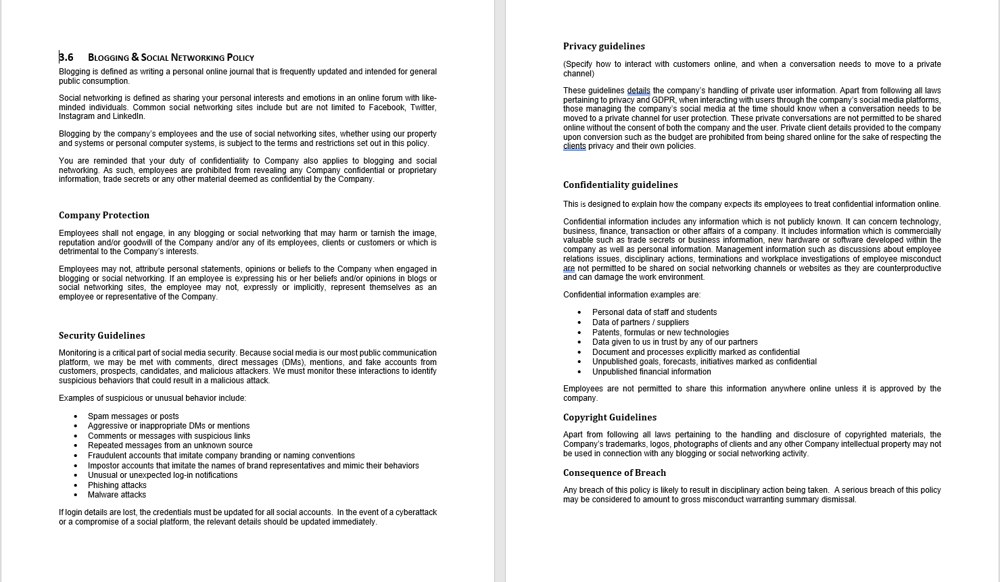 3.6 Blogging & Social Networking Policy
Blogging is defined as writing a personal online journal that is frequently updated and intended for general
public consumption.
Social networking is defined as sharing your personal interests and emotions in an online forum with like-
minded individuals. Common social networking sites include but are not limited to Facebook, Twitter,
Instagram and LinkedIn.
Blogging by the company's employees and the use of social networking sites, whether using our property
and systems or personal computer systems, is subject to the terms and restrictions set out in this policy.
You are reminded that your duty of confidentiality to Company also applies to blogging and social
networking. As such, employees are prohibited from revealing any Company confidential or proprietary
information, trade secrets or any other material deemed as confidential by the Company.
Company Protection
Employees shall not engage, in any blogging or social networking that may harm or tarnish the image,
reputation and/or goodwill of the Company and/or any of its employees, clients or customers or which is
detrimental to the Company's interests.
Employees may not, attribute personal statements, opinions or beliefs to the Company when engaged in
blogging or social networking. If an employee is expressing his or her beliefs and/or opinions in blogs or
social networking sites, the employee may not, expressly or implicitly, represent themselves as an
employee or representative of the Company.
Security Guidelines
Monitoring is a critical part of social media security. Because social media is our most public communication
platform, we may be met with comments, direct messages (DMs), mentions, and fake accounts from
customers, prospects, candidates, and malicious attackers. We must monitor these interactions to identify
suspicious behaviors that could result in a malicious attack.
Examples of suspicious or unusual behavior include:
• Spam messages or posts
• Aggressive or inappropriate DMs or mentions
• Comments or messages with suspicious links
• Repeated messages from an unknown source
• Fraudulent accounts that imitate company branding or naming conventions
• Impostor accounts that imitate the names of brand representatives and mimic their behaviors
• Unusual or unexpected log-in notifications
• Phishing attacks
• Malware attacks
If login details are lost, the credentials must be updated for all social accounts. In the event of a cyberattack
or a compromise of a social platform, the relevant details should be updated immediately.
Privacy guidelines
(Specify how to interact with customers online, and when a conversation needs to move to a private
channel)
These guidelines details the company's handling of private user information. Apart from following all laws
pertaining to privacy and GDPR, when interacting with users through the company's social media platforms,
those managing the company's social media at the time should know when a conversation needs to be
moved to a private channel for user protection. These private conversations are not permitted to be shared
online without the consent of both the company and the user. Private client details provided to the company
upon conversion such as the budget are prohibited from being shared online for the sake of respecting the
clients privacy and their own policies.
Confidentiality guidelines
This is designed to explain how the company expects its employees to treat confidential information online.
Confidential information includes any information which is not publicly known. It can concern technology,
business, finance, transaction or other affairs of a company. It includes information which is commercially
valuable such as trade secrets or business information, new hardware or software developed within the
company as well as personal information. Management information such as discussions about employee
relations issues, disciplinary actions, terminations and workplace investigations of employee misconduct
are not permitted to be shared on social networking channels or websites as they are counterproductive
and can damage the work environment.
Confidential information examples are:
• Personal data of staff and students
• Data of partners / suppliers
• Patents, formulas or new technologies
• Data given to us in trust by any of our partners
• Document and processes explicitly marked as confidential
• Unpublished goals, forecasts, initiatives marked as confidential
• Unpublished financial information
Employees are not permitted to share this information anywhere online unless it is approved by the
company.
Copyright Guidelines
Apart from following all laws pertaining to the handling and disclosure of copyrighted materials, the
Company's trademarks, logos, photographs of clients and any other Company intellectual property may not
be used in connection with any blogging or social networking activity.
Consequence of Breach
Any breach of this policy is likely to result in disciplinary action being taken. A serious breach of this policy
may be considered to amount to gross misconduct warranting summary dismissal.